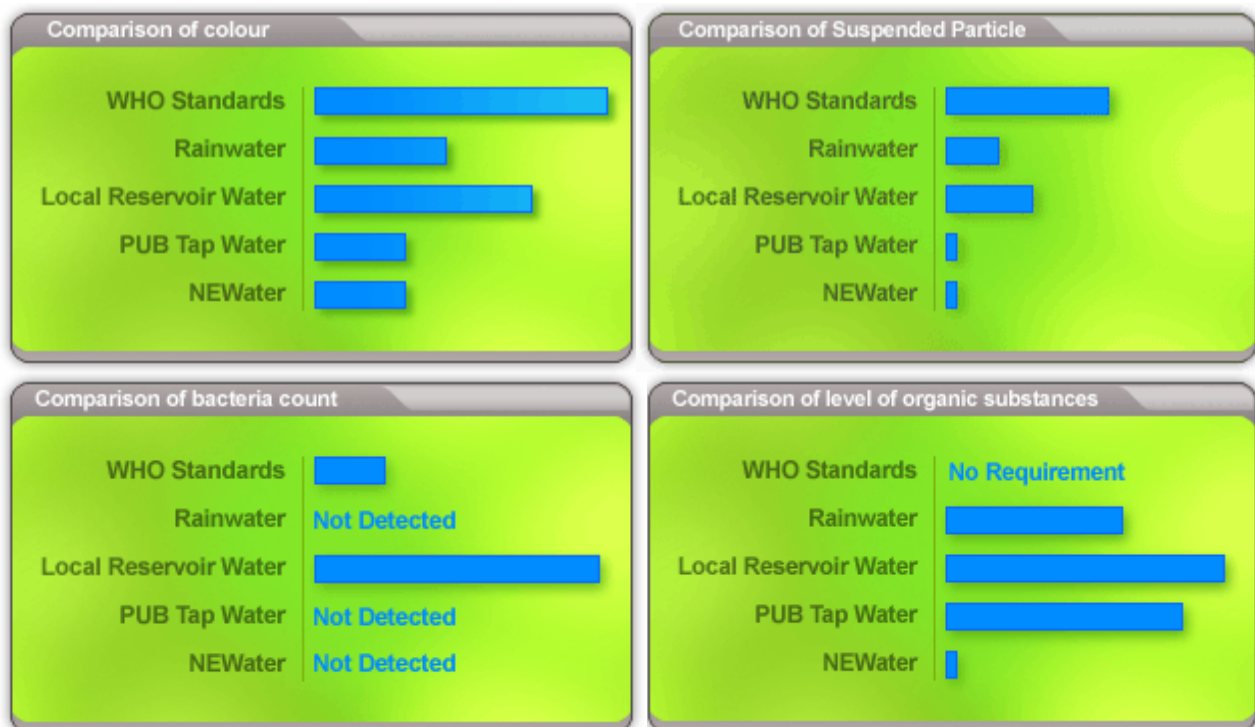 Comparison of colour
WHO Standards
Rainwater
Local Reservoir Water
PUB Tap Water
NEWater
Comparison of Suspended Particle
WHO Standards
Rainwater
Local Reservoir Water
PUB Tap Water
NEWater
Comparison of bacteria count
WHO Standards
Rainwater Not Detected
Local Reservoir Water
PUB Tap Water Not Detected
NEWater Not Detected
Comparison of level of organic substances
WHO Standards No Requirement
Rainwater
Local Reservoir Water
PUB Tap Water
NEWater